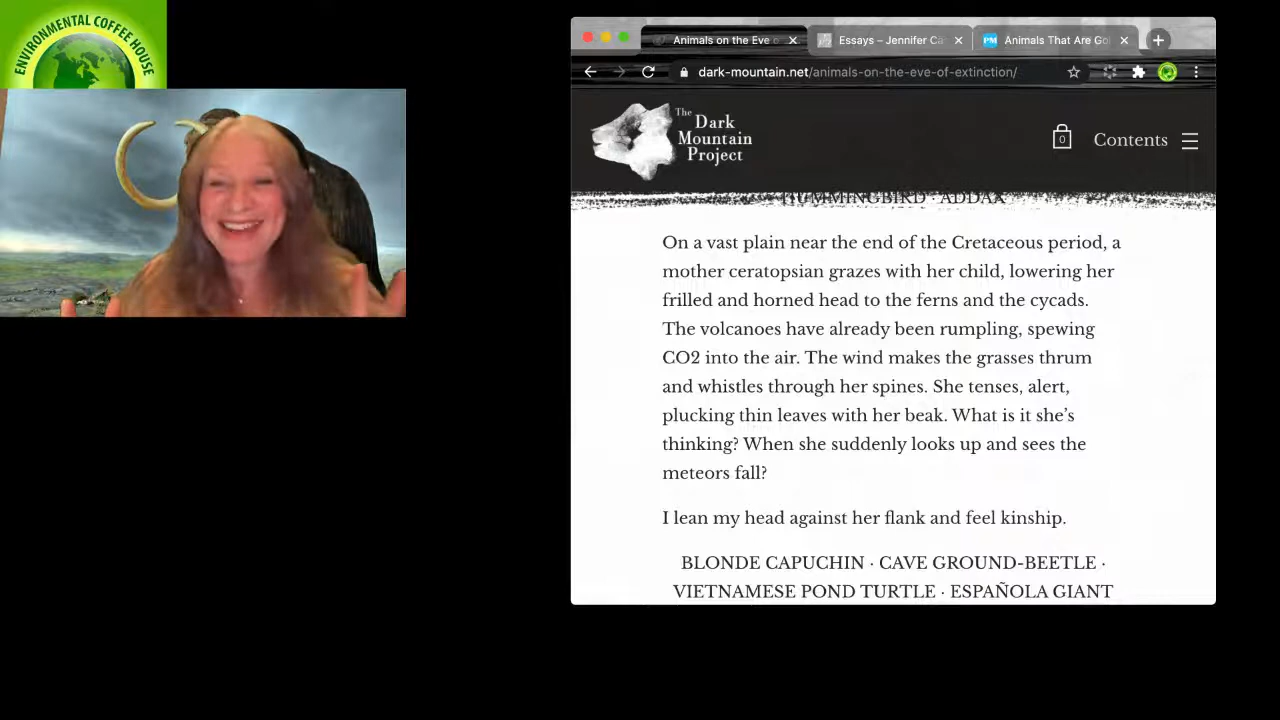 ENVIRONMENTAL COFFEE HOUSE
Animals on the Eve o
Essays – Jennifer Ca
Animals That Are Go
dark-mountain.net/animals-on-the-eve-of-extinction/
The
Dark
Mountain
Project
0
Contents
HUMMINGBIRD · ADDAX
On a vast plain near the end of the Cretaceous period, a
mother ceratopsian grazes with her child, lowering her
frilled and horned head to the ferns and the cycads.
The volcanoes have already been rumpling, spewing
CO2 into the air. The wind makes the grasses thrum
and whistles through her spines. She tenses, alert,
plucking thin leaves with her beak. What is it she's
thinking? When she suddenly looks up and sees the
meteors fall?
I lean my head against her flank and feel kinship.
BLONDE CAPUCHIN · CAVE GROUND-BEETLE ·
VIETNAMESE POND TURTLE · ESPAÑOLA GIANT